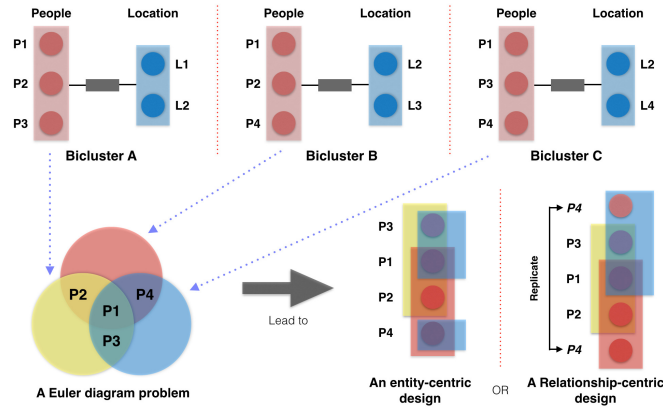 People
Location
P1
P2
P3
L1
L2
Bicluster A
People
Location
P1
P2
P4
L2
L3
Bicluster B
People
Location
P1
P3
P4
L2
L4
Bicluster C
P2
P4
P1
P3
A Euler diagram problem
Lead to
P3
P1
P2
P4
An entity-centric
design
OR
Replicate
P4
P3
P1
P2
P4
A Relationship-centric
design